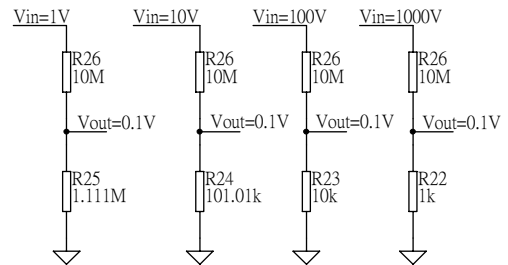 Vin=1V Vin=10V Vin=100V Vin=1000V
R26 R26 R26 R26
10M 10M 10M 10M
Vout=0.1V Vout=0.1V Vout=0.1V Vout=0.1V
R25 R24 R23 R22
1.111M 101.01k 10k 1k